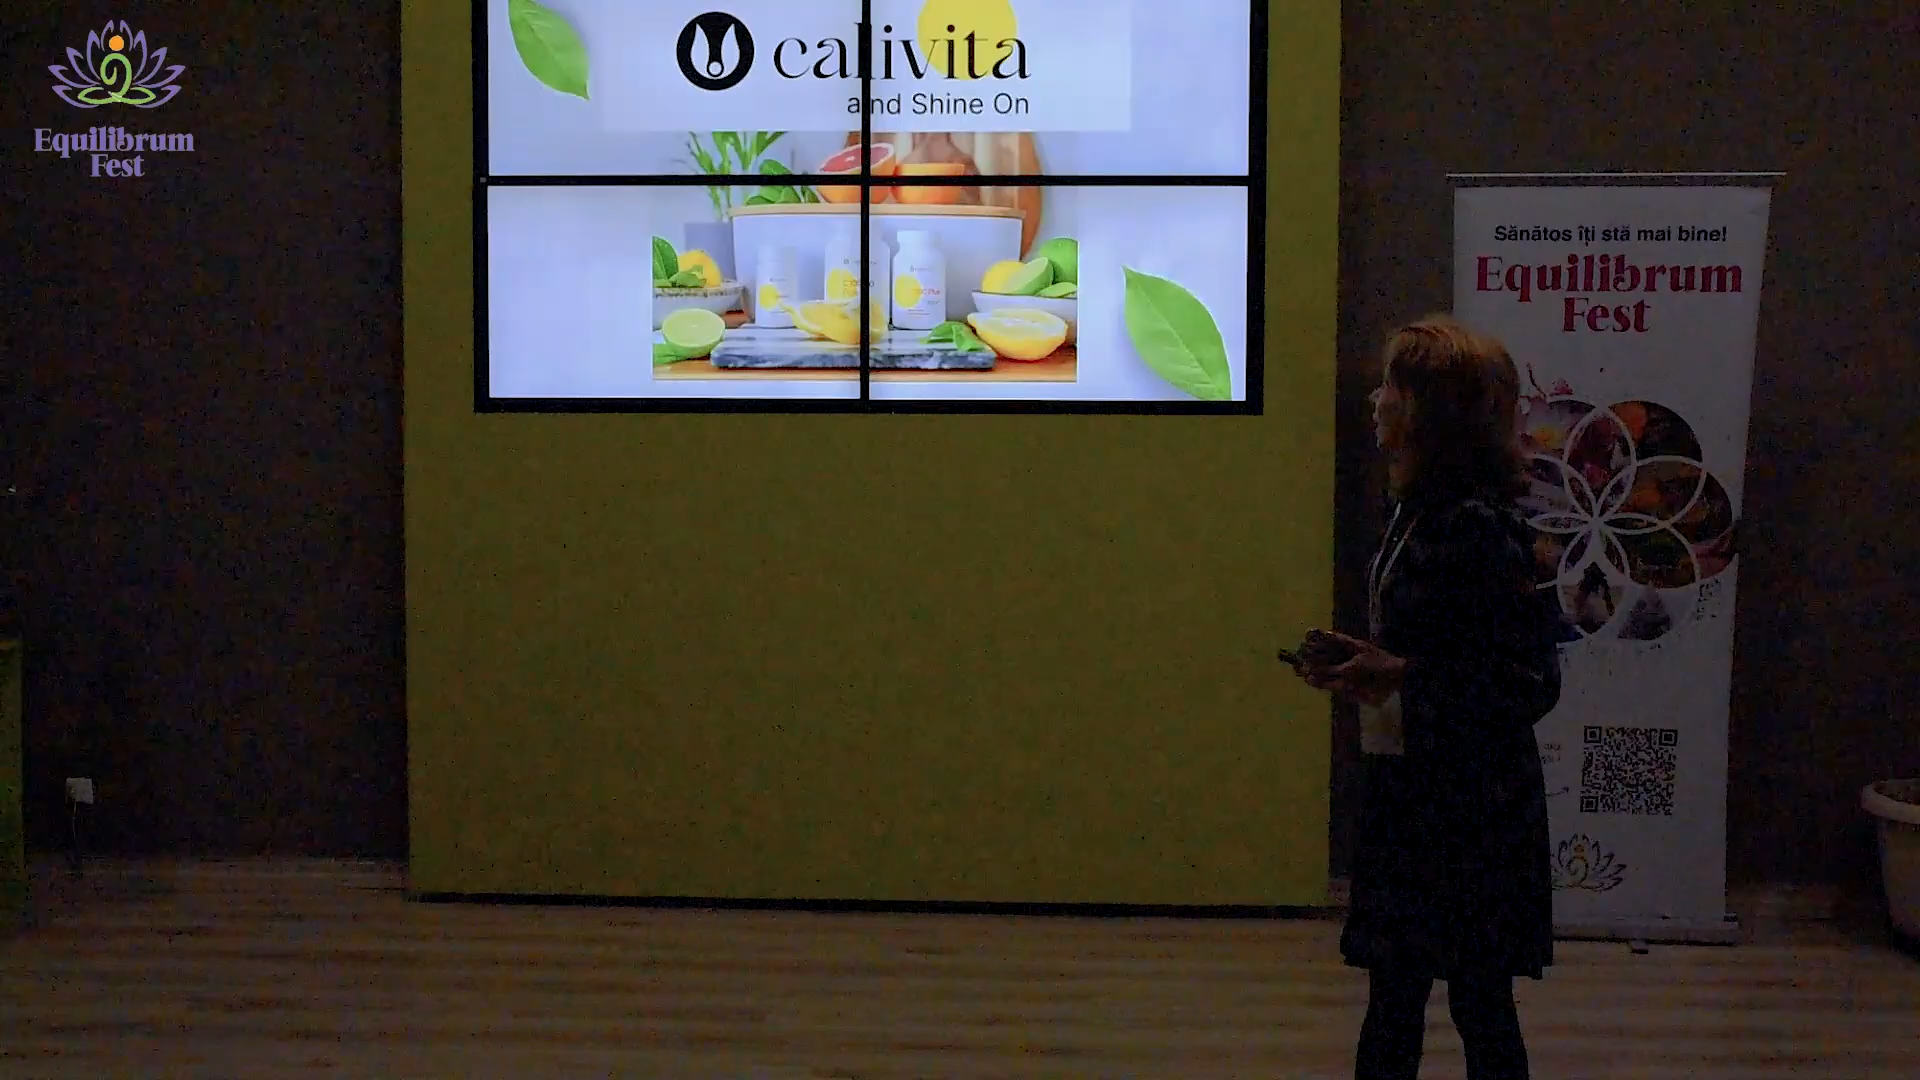 Equilibrum
Fest
calivita
and Shine On
Sănătos îți stă mai bine!
Equilibrum
Fest